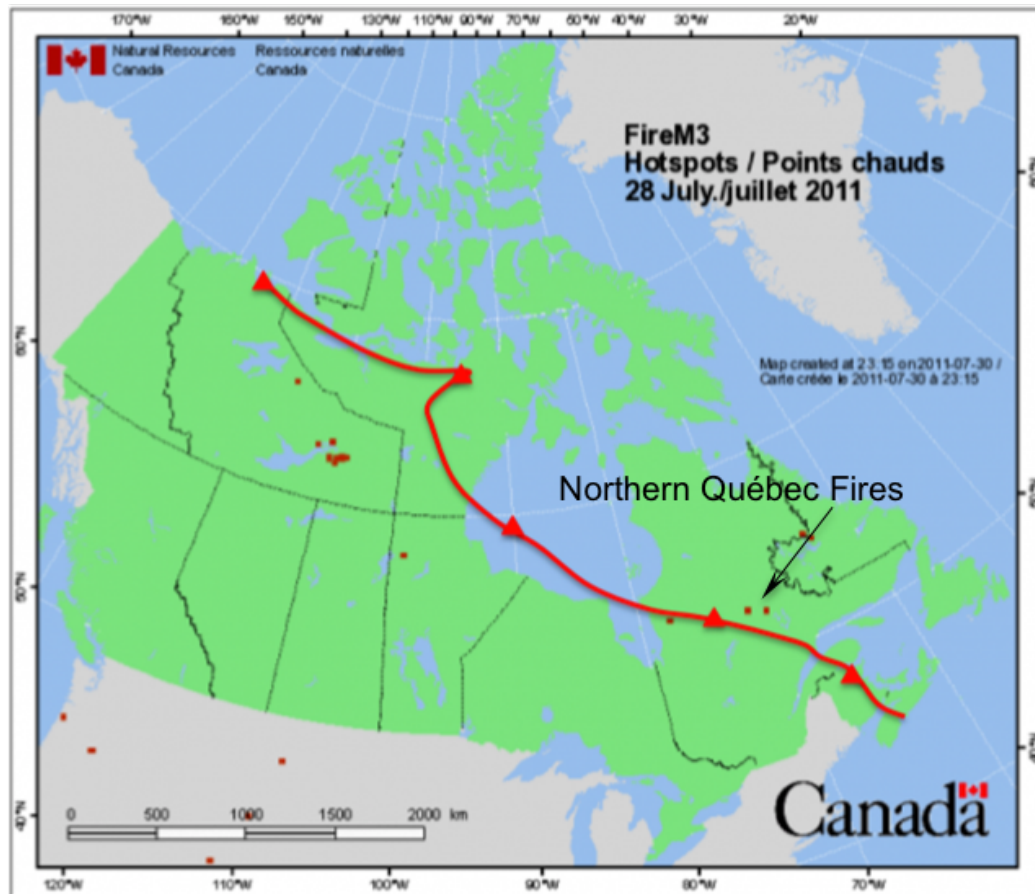 170°W 160°W 150°W 130°W 110°W 90°W 70°W 60°W 40°W 30°W 20°W
Natural Resources Ressources naturelles
Canada Canada
FireM3
Hotspots / Points chauds
28 July./juillet 2011
Map created at 23:15 on 2011-07-30 /
Carte créée le 2011-07-30 à 23:15
60°N
Northern Québec Fires
50°N
40°N
0 500 1000 1500 2000 km
Canada
40°N
120°W 110°W 100°W 90°W 80°W 70°W